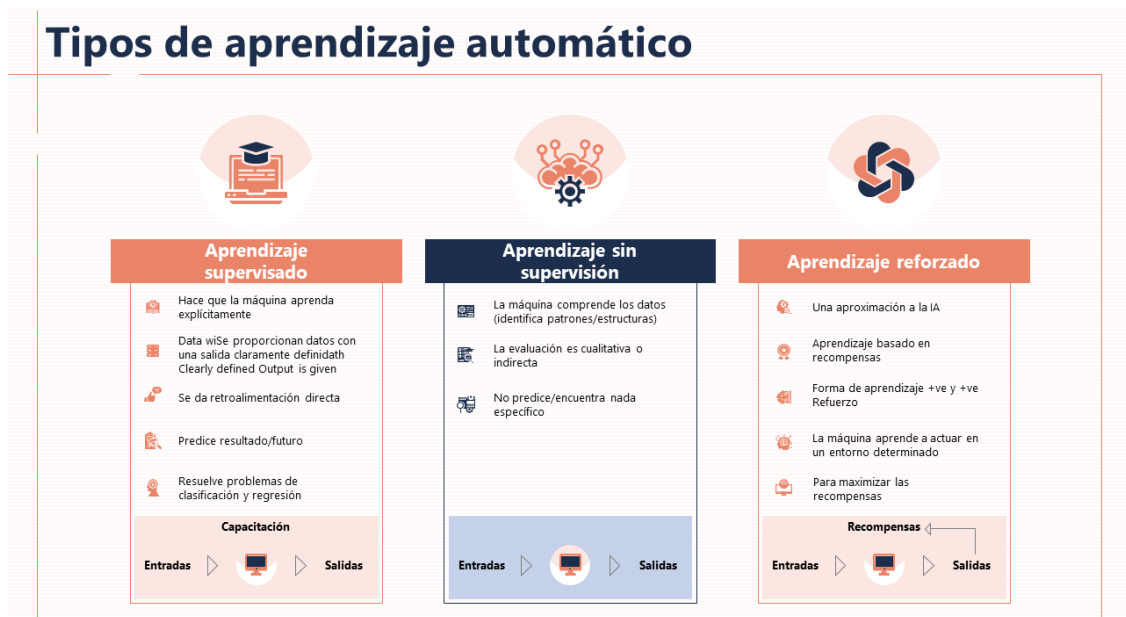 Tipos de aprendizaje automático
Aprendizaje
supervisado
Hace que la máquina aprenda
explícitamente
Data wiSe proporcionan datos con
una salida claramente definidath
Clearly defined Output is given
Se da retroalimentación directa
Predice resultado/futuro
Resuelve problemas de
clasificación y regresión
Capacitación
Entradas
Salidas
Aprendizaje sin
supervisión
La máquina comprende los datos
(identifica patrones/estructuras)
La evaluación es cualitativa o
indirecta
No predice/encuentra nada
específico
Entradas
Salidas
Aprendizaje reforzado
Una aproximación a la IA
Aprendizaje basado en
recompensas
Forma de aprendizaje +ve y +ve
Refuerzo
La máquina aprende a actuar en
un entorno determinado
Para maximizar las
recompensas
Recompensas
Entradas
Salidas